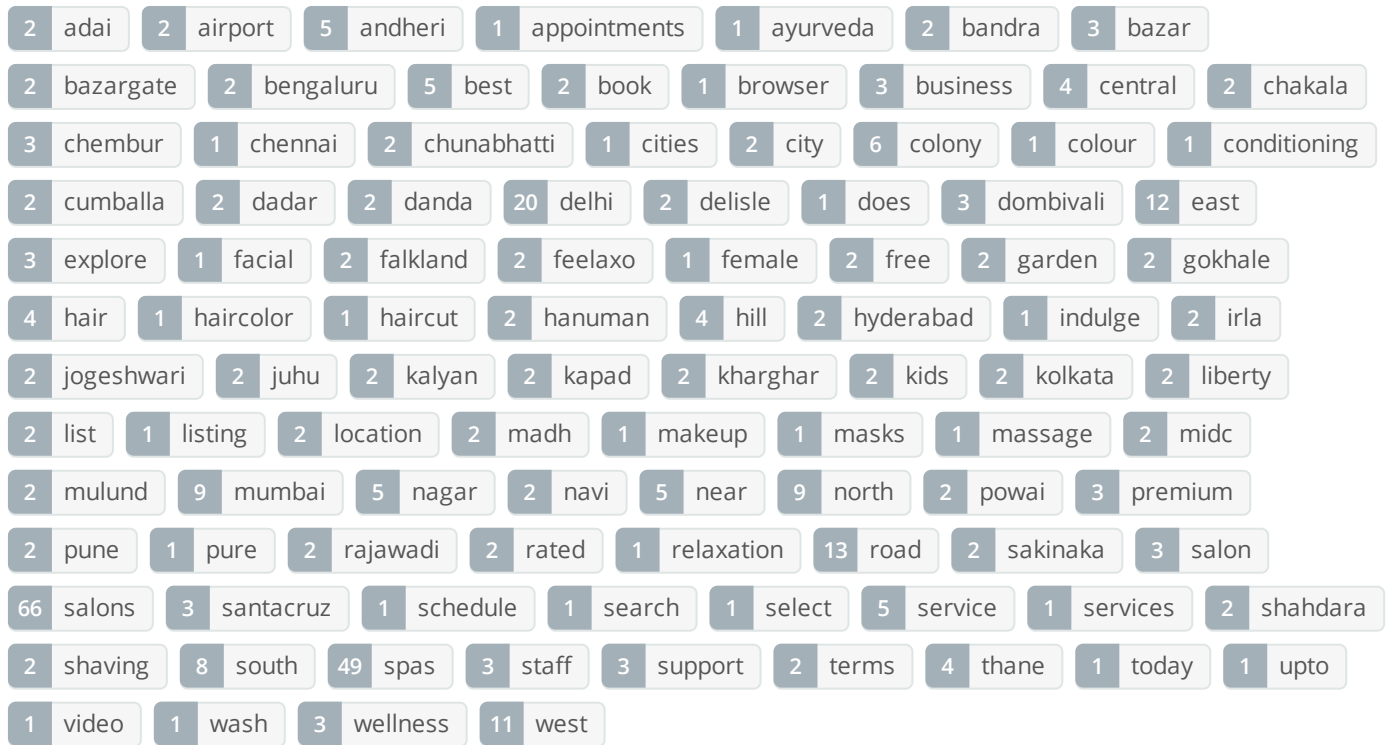 2 adai 2 airport 5 andheri 1 appointments 1 ayurveda 2 bandra 3 bazar
2 bazargate 2 bengaluru 5 best 2 book 1 browser 3 business 4 central 2 chakala
3 chembur 1 chennai 2 chunabhatti 1 cities 2 city 6 colony 1 colour 1 conditioning
2 cumballa 2 dadar 2 danda 20 delhi 2 delisle 1 does 3 dombivali 12 east
3 explore 1 facial 2 falkland 2 feelaxo 1 female 2 free 2 garden 2 gokhale
4 hair 1 haircolor 1 haircut 2 hanuman 4 hill 2 hyderabad 1 indulge 2 irla
2 jogeshwari 2 juhu 2 kalyan 2 kapad 2 kharghar 2 kids 2 kolkata 2 liberty
2 list 1 listing 2 location 2 madh 1 makeup 1 masks 1 massage 2 midc
2 mulund 9 mumbai 5 nagar 2 navi 5 near 9 north 2 powai 3 premium
2 pune 1 pure 2 rajawadi 2 rated 1 relaxation 13 road 2 sakinaka 3 salon
66 salons 3 santacruz 1 schedule 1 search 1 select 5 service 1 services 2 shahdara
2 shaving 8 south 49 spas 3 staff 3 support 2 terms 4 thane 1 today 1 upto
1 video 1 wash 3 wellness 11 west